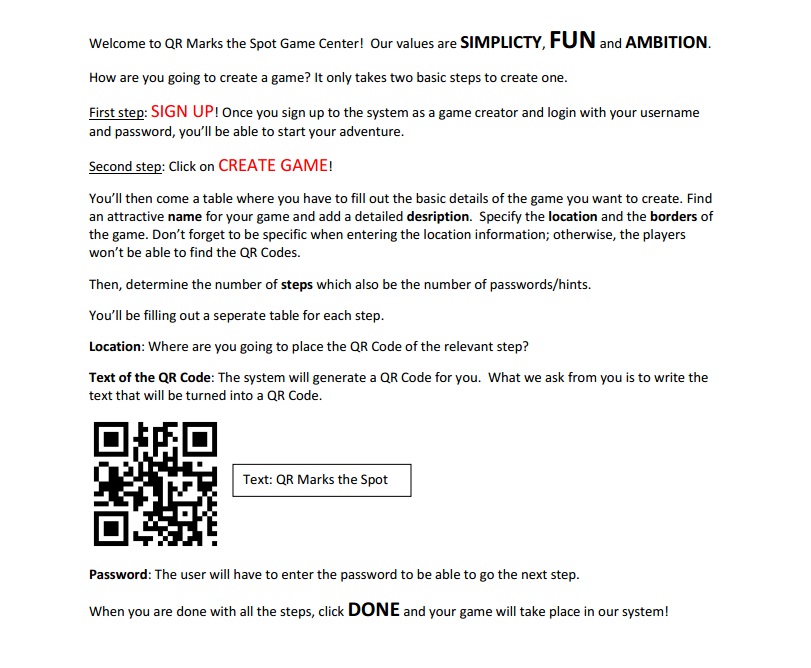 Welcome to QR Marks the Spot Game Center!  Our values are SIMPLICTY, FUN and AMBITION.
How are you going to create a game? It only takes two basic steps to create one.
First step: SIGN UP! Once you sign up to the system as a game creator and login with your username
and password, you’ll be able to start your adventure.
Second step: Click on CREATE GAME!
You’ll then come a table where you have to fill out the basic details of the game you want to create. Find
an attractive name for your game and add a detailed desription.  Specify the location and the borders of
the game. Don’t forget to be specific when entering the location information; otherwise, the players
won’t be able to find the QR Codes.
Then, determine the number of steps which also be the number of passwords/hints.
You’ll be filling out a seperate table for each step.
Location: Where are you going to place the QR Code of the relevant step?
Text of the QR Code: The system will generate a QR Code for you.  What we ask from you is to write the
text that will be turned into a QR Code.
Text: QR Marks the Spot
Password: The user will have to enter the password to be able to go the next step.
When you are done with all the steps, click DONE and your game will take place in our system!